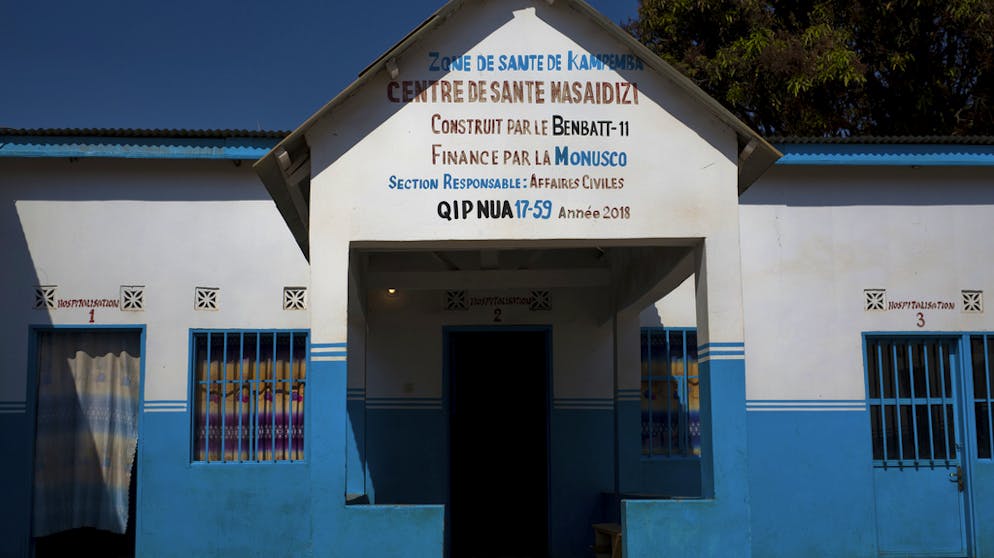 ZONE DE SANTE DE KAMPEMBA
CENTRE DE SANTE MASAIDIZI
CONSTRUIT PAR LE BENBATT-11
FINANCE PAR LA MONUSCO
SECTION RESPONSABLE: AFFAIRES CIVILES
QIP NUA 17-59 Année 2018
HOSPITALISATION
1
HOSPITALISATION
2
HOSPITALISATION
3